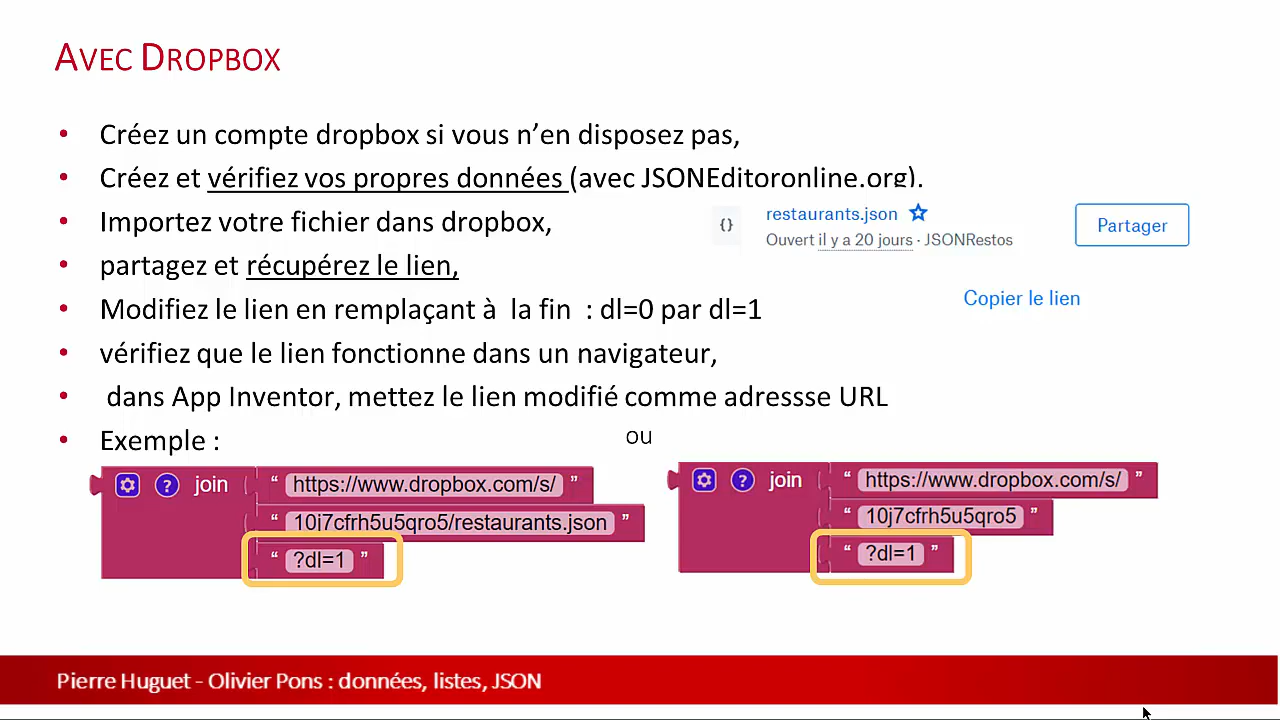 AVEC DROPBOX
• Créez un compte dropbox si vous n’en disposez pas,
• Créez et vérifiez vos propres données (avec JSONEditoronline.org).
• Importez votre fichier dans dropbox,
{} restaurants.json
Ouvert il y a 20 jours · JSONRestos
Partager
• partagez et récupérez le lien,
Copier le lien
• Modifiez le lien en remplaçant à la fin : dl=0 par dl=1
• vérifiez que le lien fonctionne dans un navigateur,
• dans App Inventor, mettez le lien modifié comme adressse URL
• Exemple :
? join “ https://www.dropbox.com/s/ ”
“ 10j7cfrh5u5qro5/restaurants.json ”
“ ?dl=1 ”
ou
? join “ https://www.dropbox.com/s/ ”
“ 10j7cfrh5u5qro5 ”
“ ?dl=1 ”
Pierre Huguet - Olivier Pons : données, listes, JSON